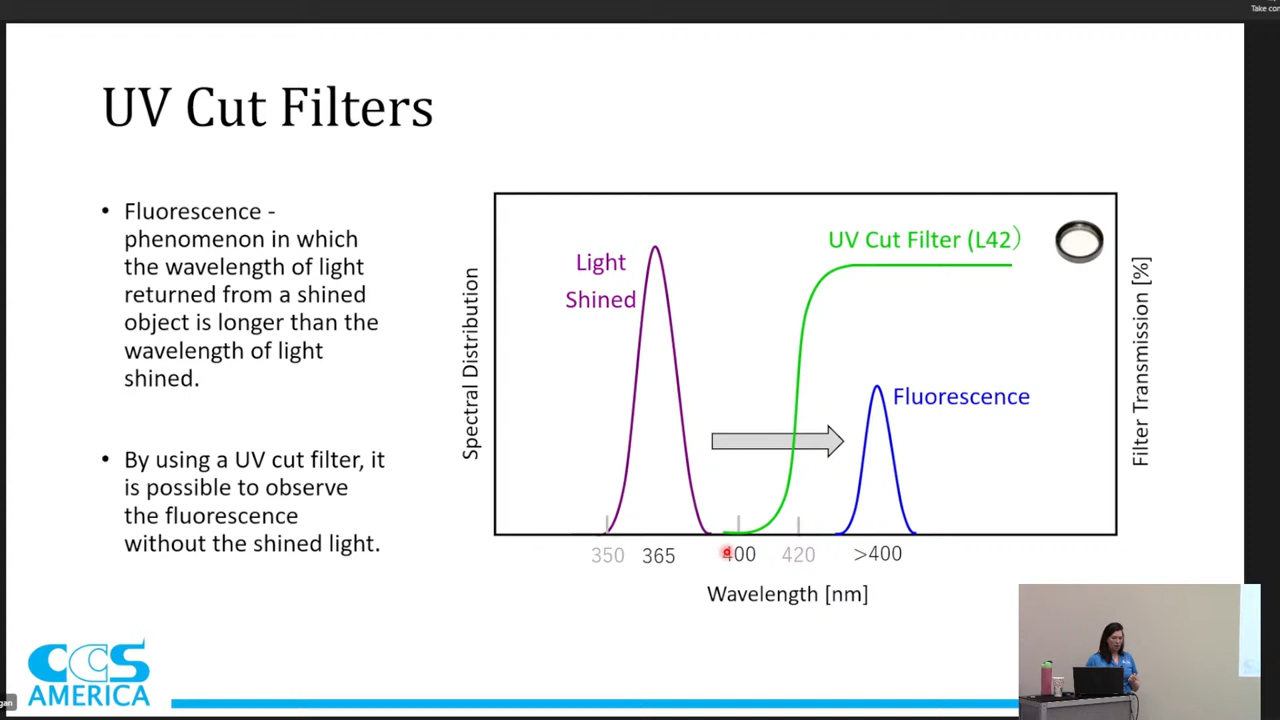 Take con
UV Cut Filters
• Fluorescence -
phenomenon in which
the wavelength of light
returned from a shined
object is longer than the
wavelength of light
shined.
• By using a UV cut filter, it
is possible to observe
the fluorescence
without the shined light.
Spectral Distribution
Light
Shined
UV Cut Filter (L42）
Fluorescence
Filter Transmission [%]
350
365
400
420
>400
Wavelength [nm]
CCS
AMERICA
gan